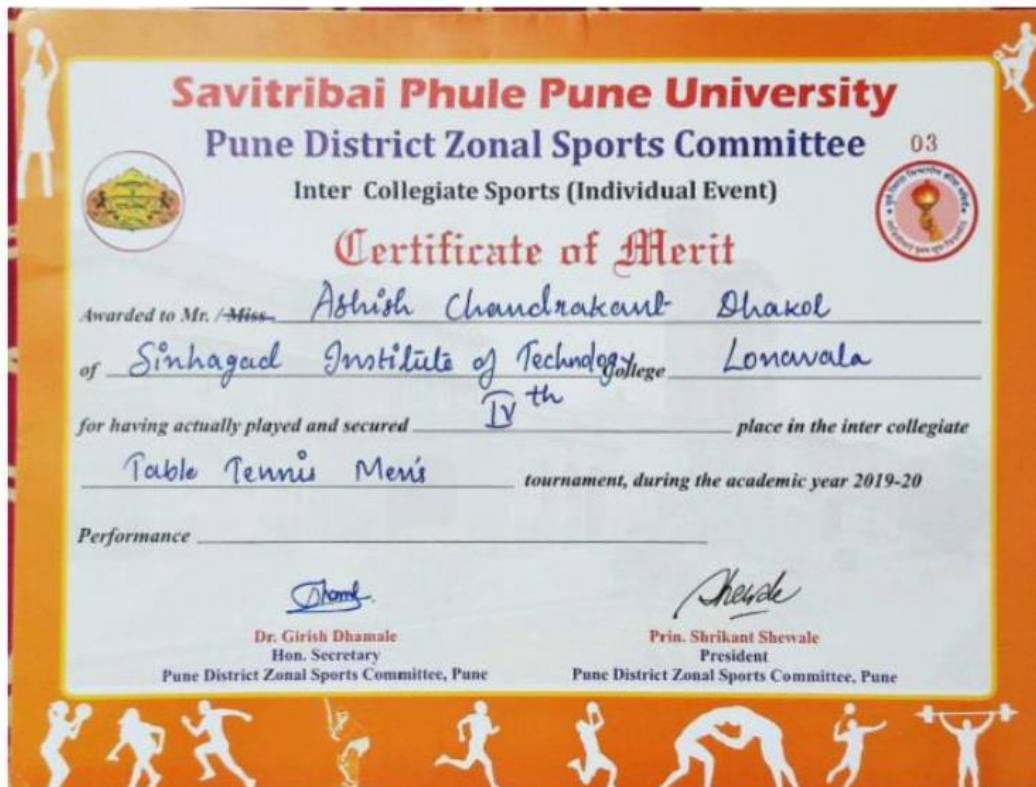 Savitribai Phule Pune University
Pune District Zonal Sports Committee
03
Inter Collegiate Sports (Individual Event)
Certificate of Merit
Awarded to Mr. /Miss Ashish Chandrakant Dhakol
of Sinhagad Institute of Technology College Lonavala
for having actually played and secured IVth place in the inter collegiate
Table Tennis Men's tournament, during the academic year 2019-20
Performance
Dr. Girish Dhamale
Prin. Shrikant Shewale
Hon. Secretary
President
Pune District Zonal Sports Committee, Pune
Pune District Zonal Sports Committee, Pune